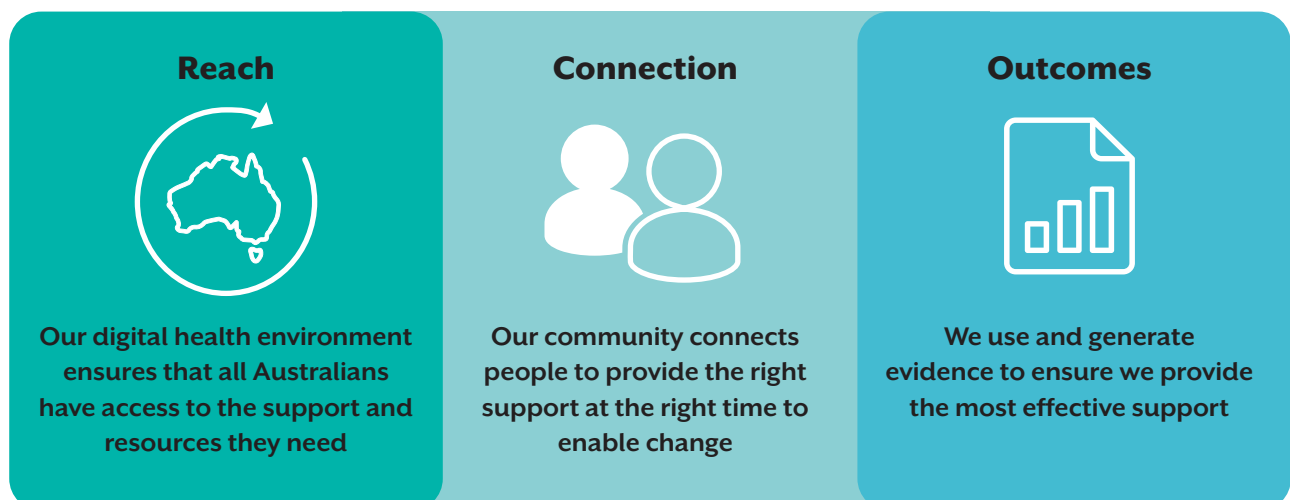 Reach
Our digital health environment
ensures that all Australians
have access to the support and
resources they need
Connection
Our community connects
people to provide the right
support at the right time to
enable change
Outcomes
We use and generate
evidence to ensure we provide
the most effective support